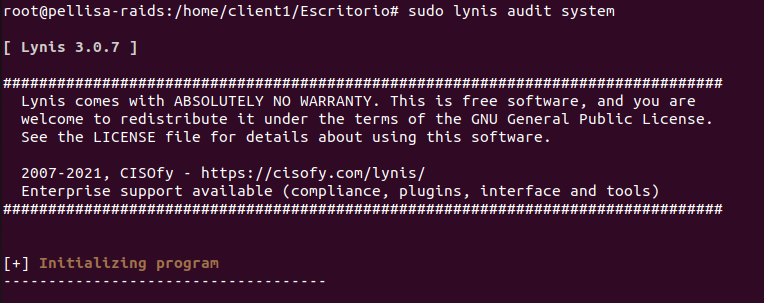 root@pellisa-raids:/home/client1/Escritorio# sudo lynis audit system
[ Lynis 3.0.7 ]
################################################################################
Lynis comes with ABSOLUTELY NO WARRANTY. This is free software, and you are
welcome to redistribute it under the terms of the GNU General Public License.
See the LICENSE file for details about using this software.
2007-2021, CISOfy - https://cisofy.com/lynis/
Enterprise support available (compliance, plugins, interface and tools)
################################################################################
[+] Initializing program
------------------------------------